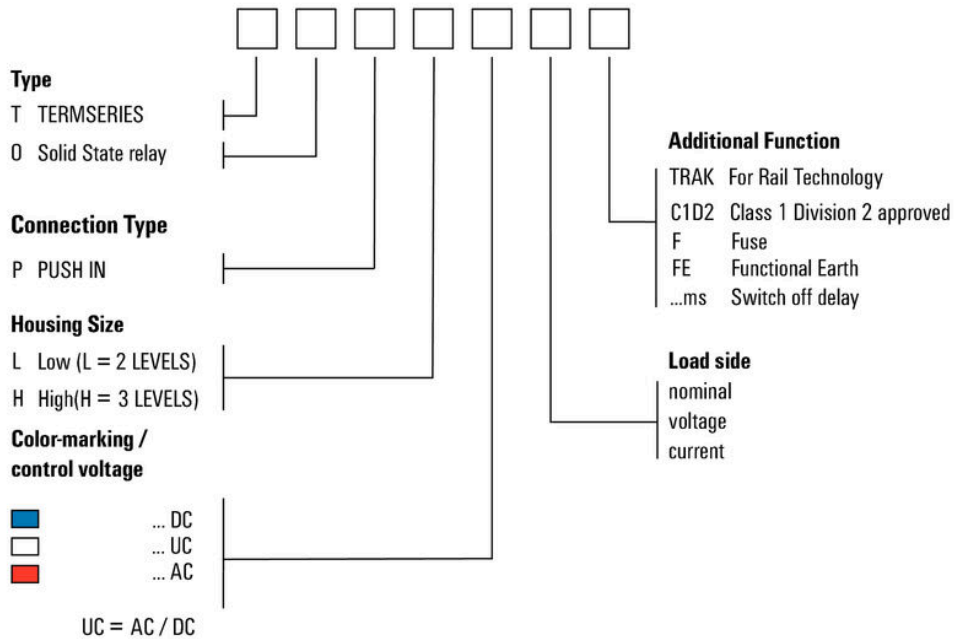 Type
T TERMSERIES
O Solid State relay
Connection Type
P PUSH IN
Housing Size
L Low (L = 2 LEVELS)
H High(H = 3 LEVELS)
Color-marking /
control voltage
... DC
... UC
... AC
UC = AC / DC
Additional Function
TRAK For Rail Technology
C1D2 Class 1 Division 2 approved
F Fuse
FE Functional Earth
...ms Switch off delay
Load side
nominal
voltage
current